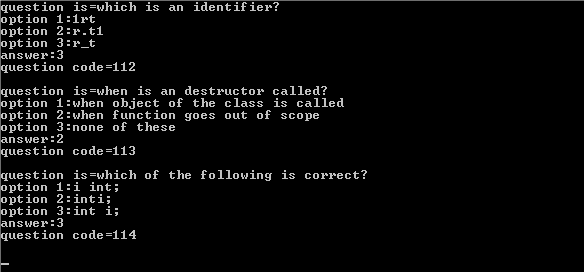 question is=which is an identifier?
option 1:1rt
option 2:r.t1
option 3:r_t
answer:3
question code=112
question is=when is an destructor called?
option 1:when object of the class is called
option 2:when function goes out of scope
option 3:none of these
answer:2
question code=113
question is=which of the following is correct?
option 1:i int;
option 2:inti;
option 3:int i;
answer:3
question code=114